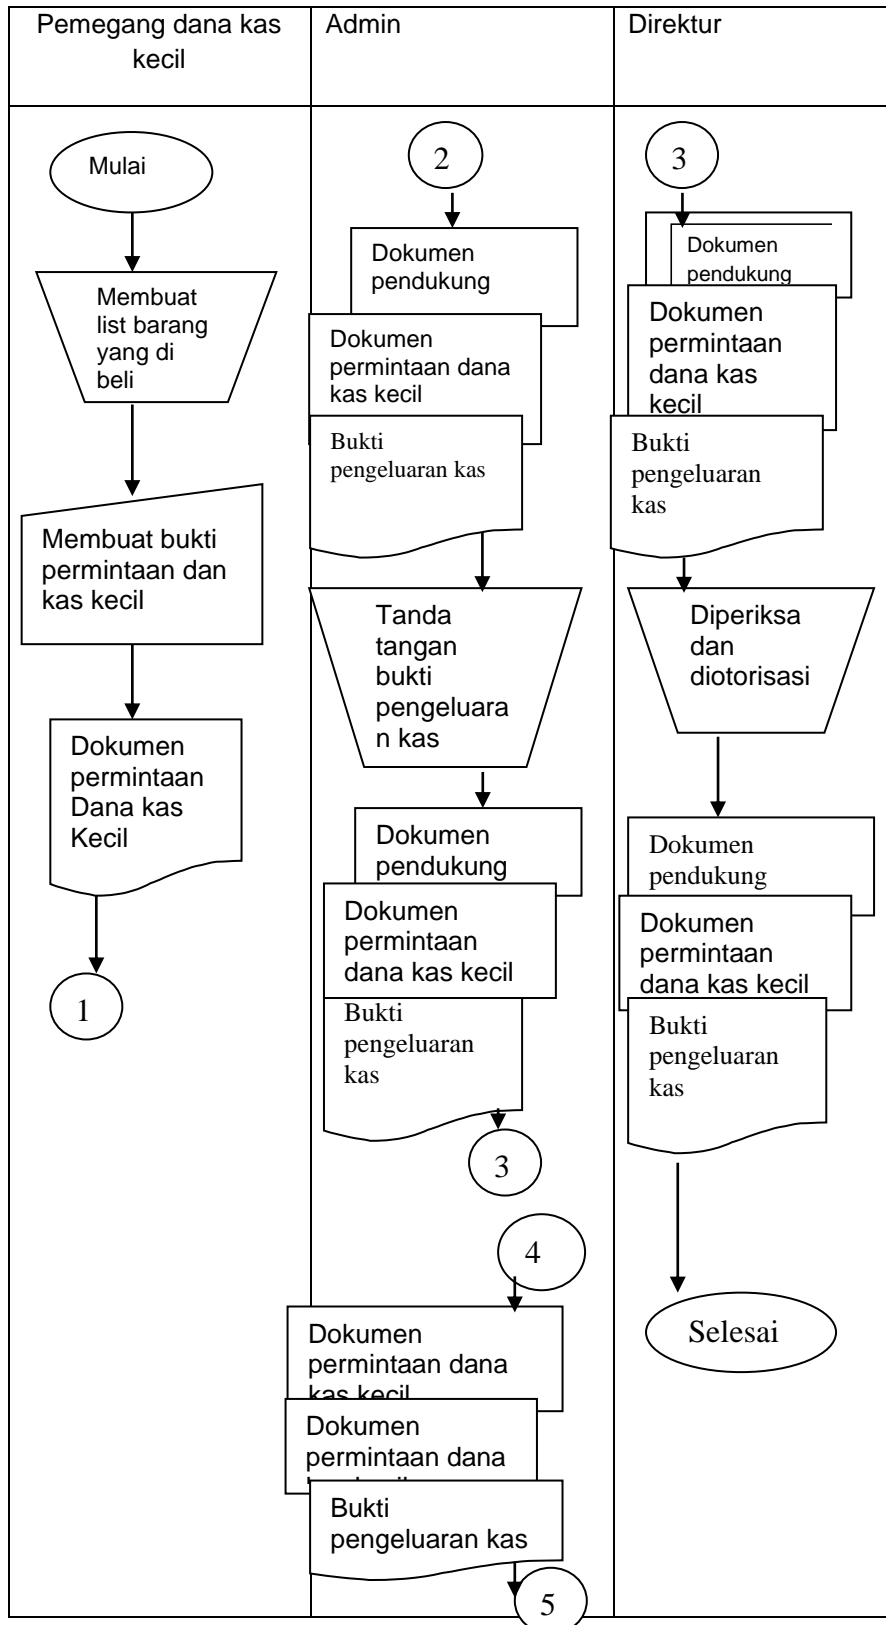 Pemegang dana kas
kecil
Admin
Direktur
Mulai
Membuat
list barang
yang di
beli
Membuat bukti
permintaan dan
kas kecil
Dokumen
permintaan
Dana kas
Kecil
1
2
Dokumen
pendukung
Dokumen
permintaan dana
kas kecil
Bukti
pengeluaran kas
Tanda
tangan
bukti
pengeluara
n kas
Dokumen
pendukung
Dokumen
permintaan
dana kas kecil
Bukti
pengeluaran
kas
3
4
Dokumen
permintaan dana
kas kecil
Dokumen
permintaan dana
Bukti
pengeluaran kas
5
3
Dokumen
pendukung
Dokumen
permintaan
dana kas
kecil
Bukti
pengeluaran
kas
Diperiksa
dan
diotorisasi
Dokumen
pendukung
Dokumen
permintaan
dana kas kecil
Bukti
pengeluaran
kas
Selesai